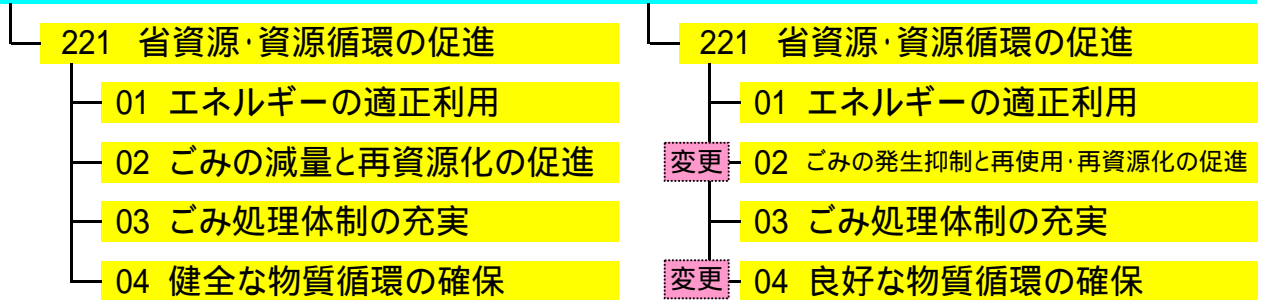 221 省資源・資源循環の促進
01 エネルギーの適正利用
02 ごみの減量と再資源化の促進
03 ごみ処理体制の充実
04 健全な物質循環の確保
221 省資源・資源循環の促進
01 エネルギーの適正利用
変更 02 ごみの発生抑制と再使用・再資源化の促進
03 ごみ処理体制の充実
変更 04 良好な物質循環の確保